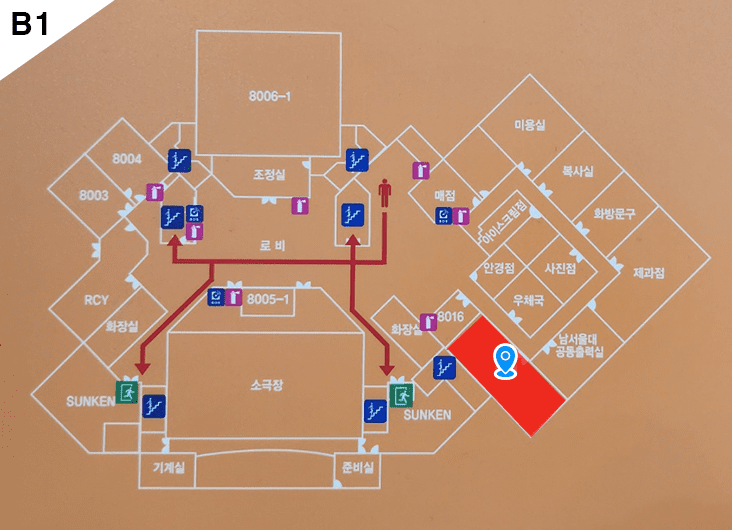 B1
8006-1
미용실
8004
조정실
복사실
8003
매점
아이스크림점
화방문구
로 비
안경점
사진점
제과점
RCY
8005-1
우체국
화장실
화장실
8016
남서울대
공동출력실
소극장
SUNKEN
SUNKEN
기계실
준비실